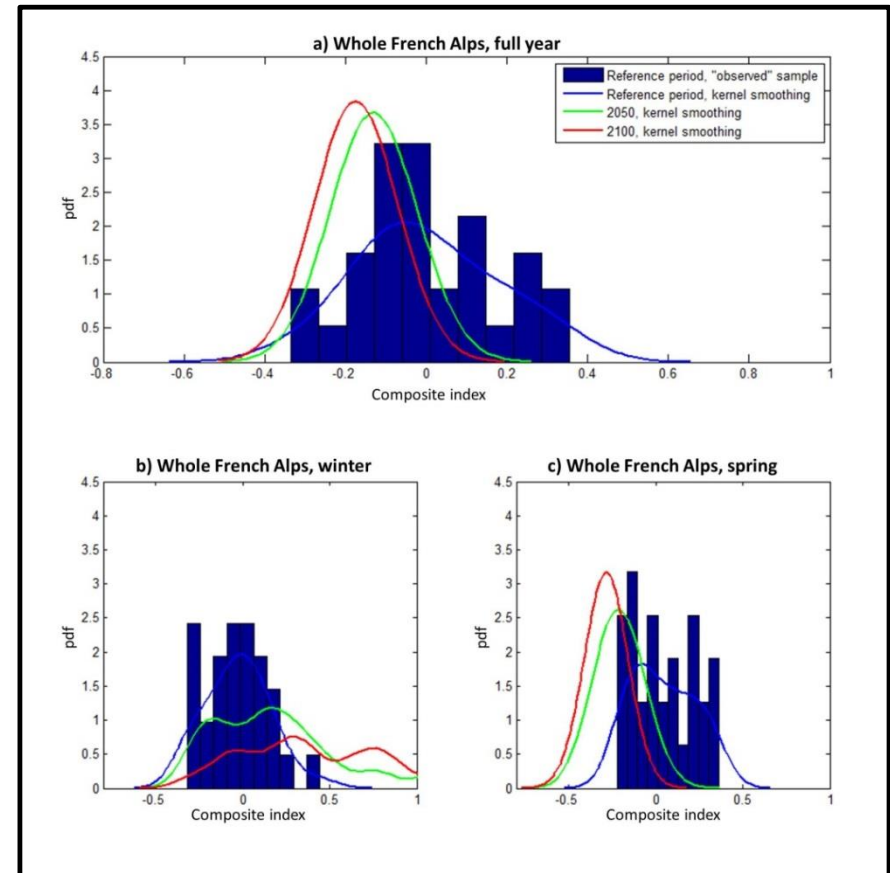 a) Whole French Alps, full year
4.5
4
3.5
3
2.5
2
1.5
1
0.5
0
pdf
Reference period, "observed" sample
Reference period, kernel smoothing
2050, kernel smoothing
2100, kernel smoothing
-0.8 -0.6 -0.4 -0.2 0 0.2 0.4 0.6 0.8 1
Composite index
b) Whole French Alps, winter
4.5
4
3.5
3
2.5
2
1.5
1
0.5
0
pdf
-0.5 0 0.5 1
Composite index
c) Whole French Alps, spring
4.5
4
3.5
3
2.5
2
1.5
1
0.5
0
pdf
-0.5 0 0.5 1
Composite index